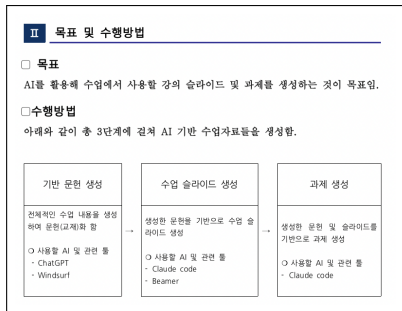 Ⅱ 목표 및 수행방법
□ 목표
AI를 활용해 수업에서 사용할 강의 슬라이드 및 과제를 생성하는 것이 목표임.
□수행방법
아래와 같이 총 3단계에 걸쳐 AI 기반 수업자료들을 생성함.
기반 문헌 생성
전체적인 수업 내용을 생성
하여 문헌(교재)화 함
❍ 사용할 AI 및 관련 툴
- ChatGPT
- Windsurf
→
수업 슬라이드 생성
생성한 문헌을 기반으로 수업 슬
라이드 생성
❍ 사용할 AI 및 관련 툴
- Claude code
- Beamer
→
과제 생성
생성한 문헌 및 슬라이드를
기반으로 과제 생성
❍ 사용할 AI 및 관련 툴
- Claude code